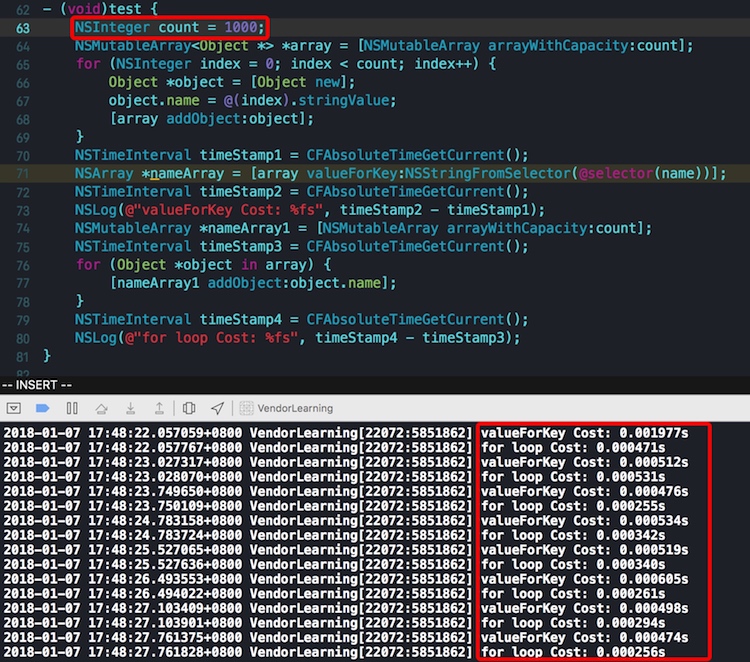 62 - (void)test {
63 NSInteger count = 1000;
64 NSMutableArray<Object *> *array = [NSMutableArray arrayWithCapacity:count];
65 for (NSInteger index = 0; index < count; index++) {
66 Object *object = [Object new];
67 object.name = @(index).stringValue;
68 [array addObject:object];
69 }
70 NSTimeInterval timeStamp1 = CFAbsoluteTimeGetCurrent();
71 NSArray *nameArray = [array valueForKey:NSStringFromSelector(@selector(name))];
72 NSTimeInterval timeStamp2 = CFAbsoluteTimeGetCurrent();
73 NSLog(@"valueForKey Cost: %fs", timeStamp2 - timeStamp1);
74 NSMutableArray *nameArray1 = [NSMutableArray arrayWithCapacity:count];
75 NSTimeInterval timeStamp3 = CFAbsoluteTimeGetCurrent();
76 for (Object *object in array) {
77 [nameArray1 addObject:object.name];
78 }
79 NSTimeInterval timeStamp4 = CFAbsoluteTimeGetCurrent();
80 NSLog(@"for loop Cost: %fs", timeStamp4 - timeStamp3);
81 }
82
-- INSERT --
VendorLearning
2018-01-07 17:48:22.057059+0800 VendorLearning[22072:5851862] valueForKey Cost: 0.001977s
2018-01-07 17:48:22.057767+0800 VendorLearning[22072:5851862] for loop Cost: 0.000471s
2018-01-07 17:48:23.027317+0800 VendorLearning[22072:5851862] valueForKey Cost: 0.000512s
2018-01-07 17:48:23.028070+0800 VendorLearning[22072:5851862] for loop Cost: 0.000531s
2018-01-07 17:48:23.749650+0800 VendorLearning[22072:5851862] valueForKey Cost: 0.000476s
2018-01-07 17:48:23.750109+0800 VendorLearning[22072:5851862] for loop Cost: 0.000255s
2018-01-07 17:48:24.783158+0800 VendorLearning[22072:5851862] valueForKey Cost: 0.000534s
2018-01-07 17:48:24.783724+0800 VendorLearning[22072:5851862] for loop Cost: 0.000342s
2018-01-07 17:48:25.527065+0800 VendorLearning[22072:5851862] valueForKey Cost: 0.000519s
2018-01-07 17:48:25.527636+0800 VendorLearning[22072:5851862] for loop Cost: 0.000340s
2018-01-07 17:48:26.493553+0800 VendorLearning[22072:5851862] valueForKey Cost: 0.000605s
2018-01-07 17:48:26.494022+0800 VendorLearning[22072:5851862] for loop Cost: 0.000261s
2018-01-07 17:48:27.103409+0800 VendorLearning[22072:5851862] valueForKey Cost: 0.000498s
2018-01-07 17:48:27.103901+0800 VendorLearning[22072:5851862] for loop Cost: 0.000294s
2018-01-07 17:48:27.761375+0800 VendorLearning[22072:5851862] valueForKey Cost: 0.000474s
2018-01-07 17:48:27.761828+0800 VendorLearning[22072:5851862] for loop Cost: 0.000256s